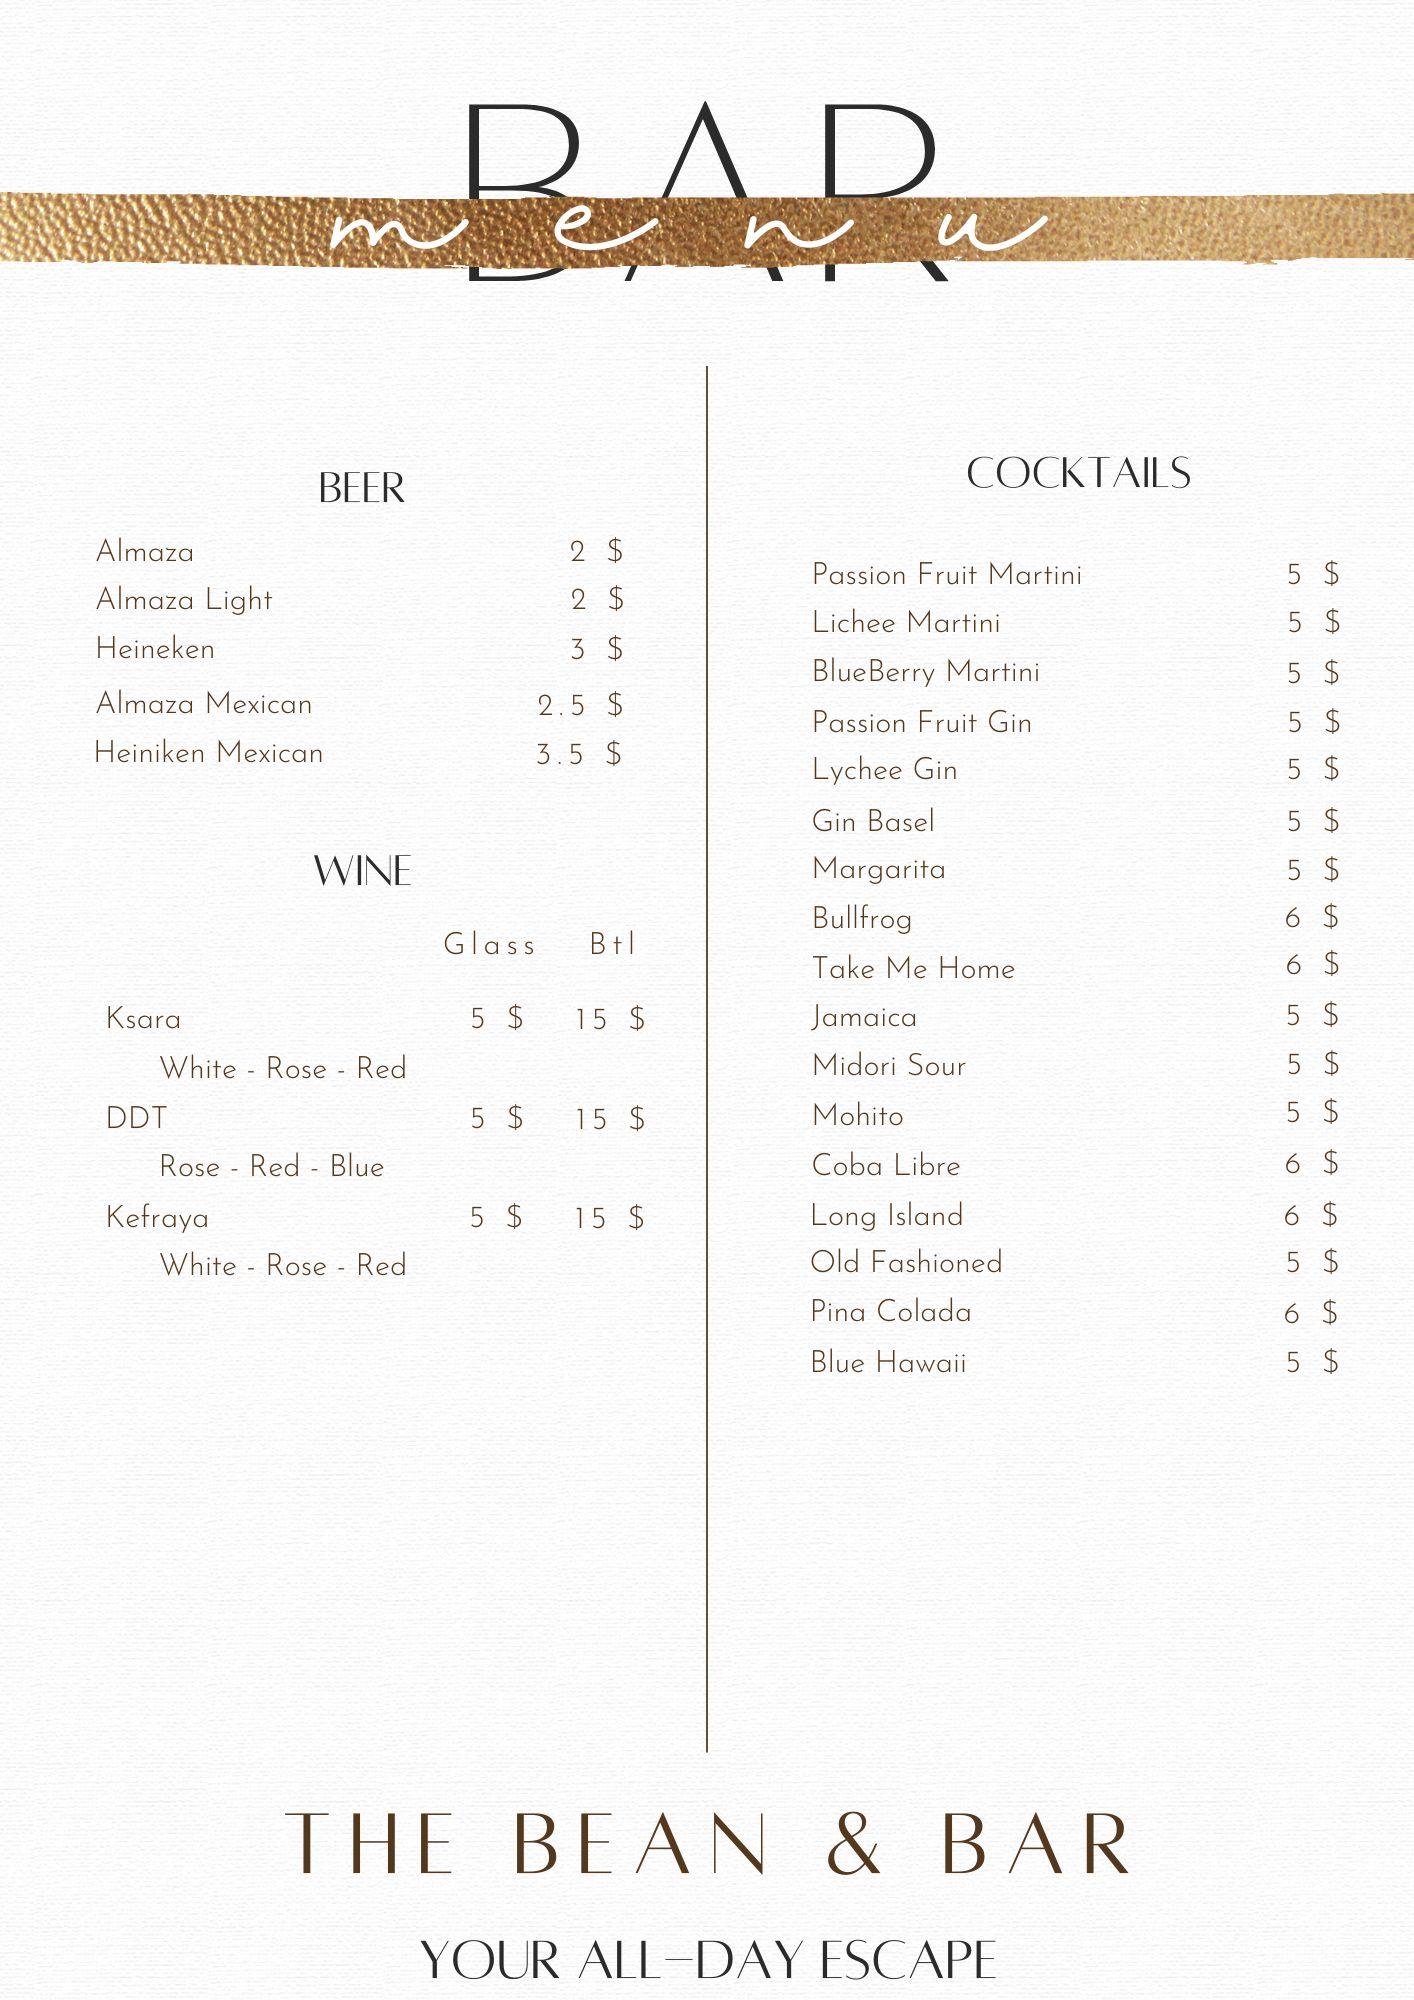 BAR
menu
BEER
Almaza 2 $
Almaza Light 2 $
Heineken 3 $
Almaza Mexican 2.5 $
Heiniken Mexican 3.5 $
WINE
Glass Btl
Ksara 5 $ 15 $
White - Rose - Red
DDT 5 $ 15 $
Rose - Red - Blue
Kefraya 5 $ 15 $
White - Rose - Red
COCKTAILS
Passion Fruit Martini 5 $
Lichee Martini 5 $
BlueBerry Martini 5 $
Passion Fruit Gin 5 $
Lychee Gin 5 $
Gin Basel 5 $
Margarita 5 $
Bullfrog 6 $
Take Me Home 6 $
Jamaica 5 $
Midori Sour 5 $
Mohito 5 $
Coba Libre 6 $
Long Island 6 $
Old Fashioned 5 $
Pina Colada 6 $
Blue Hawaii 5 $
THE BEAN & BAR
YOUR ALL-DAY ESCAPE